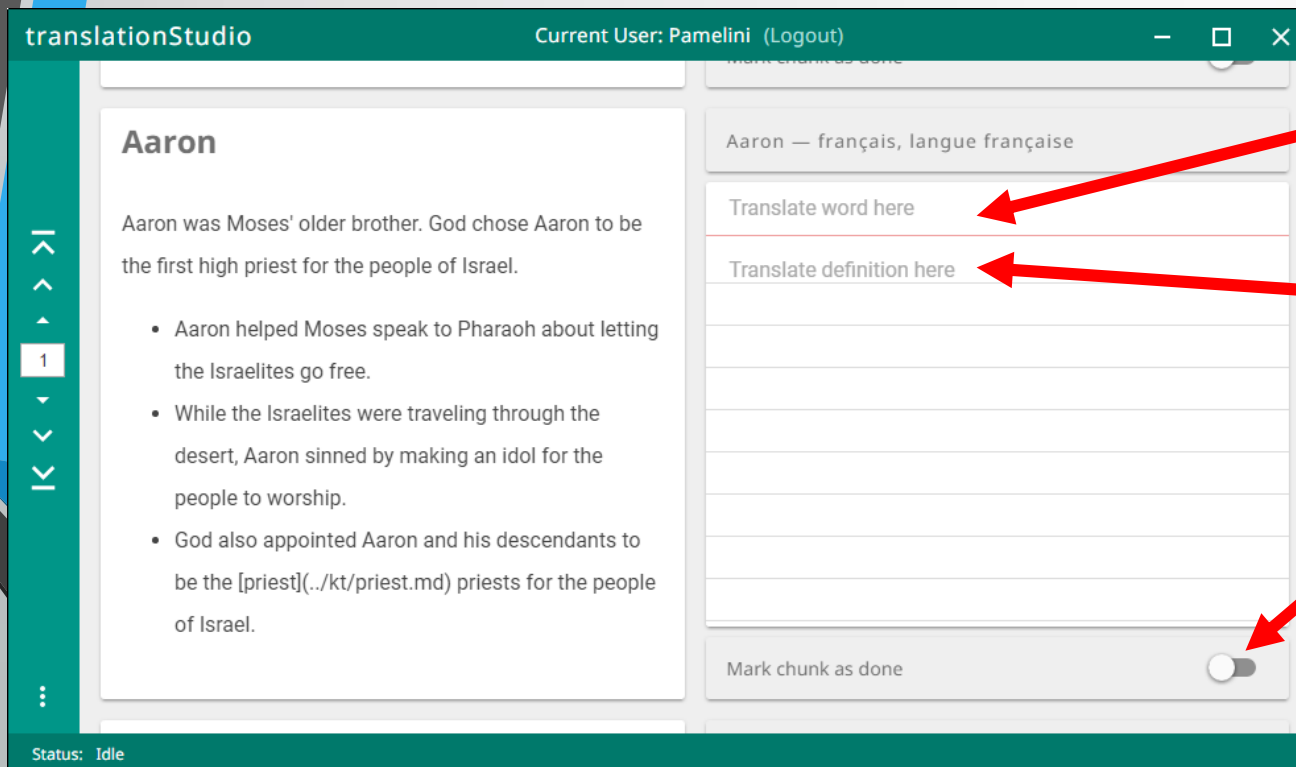 translationStudio
Current User: Pamelini (Logout)
Mark chunk as done
Aaron
Aaron was Moses' older brother. God chose Aaron to be
the first high priest for the people of Israel.
• Aaron helped Moses speak to Pharaoh about letting
the Israelites go free.
• While the Israelites were traveling through the
desert, Aaron sinned by making an idol for the
people to worship.
• God also appointed Aaron and his descendants to
be the [priest](../kt/priest.md) priests for the people
of Israel.
Aaron — français, langue française
Translate word here
Translate definition here
Mark chunk as done
1
Status: Idle